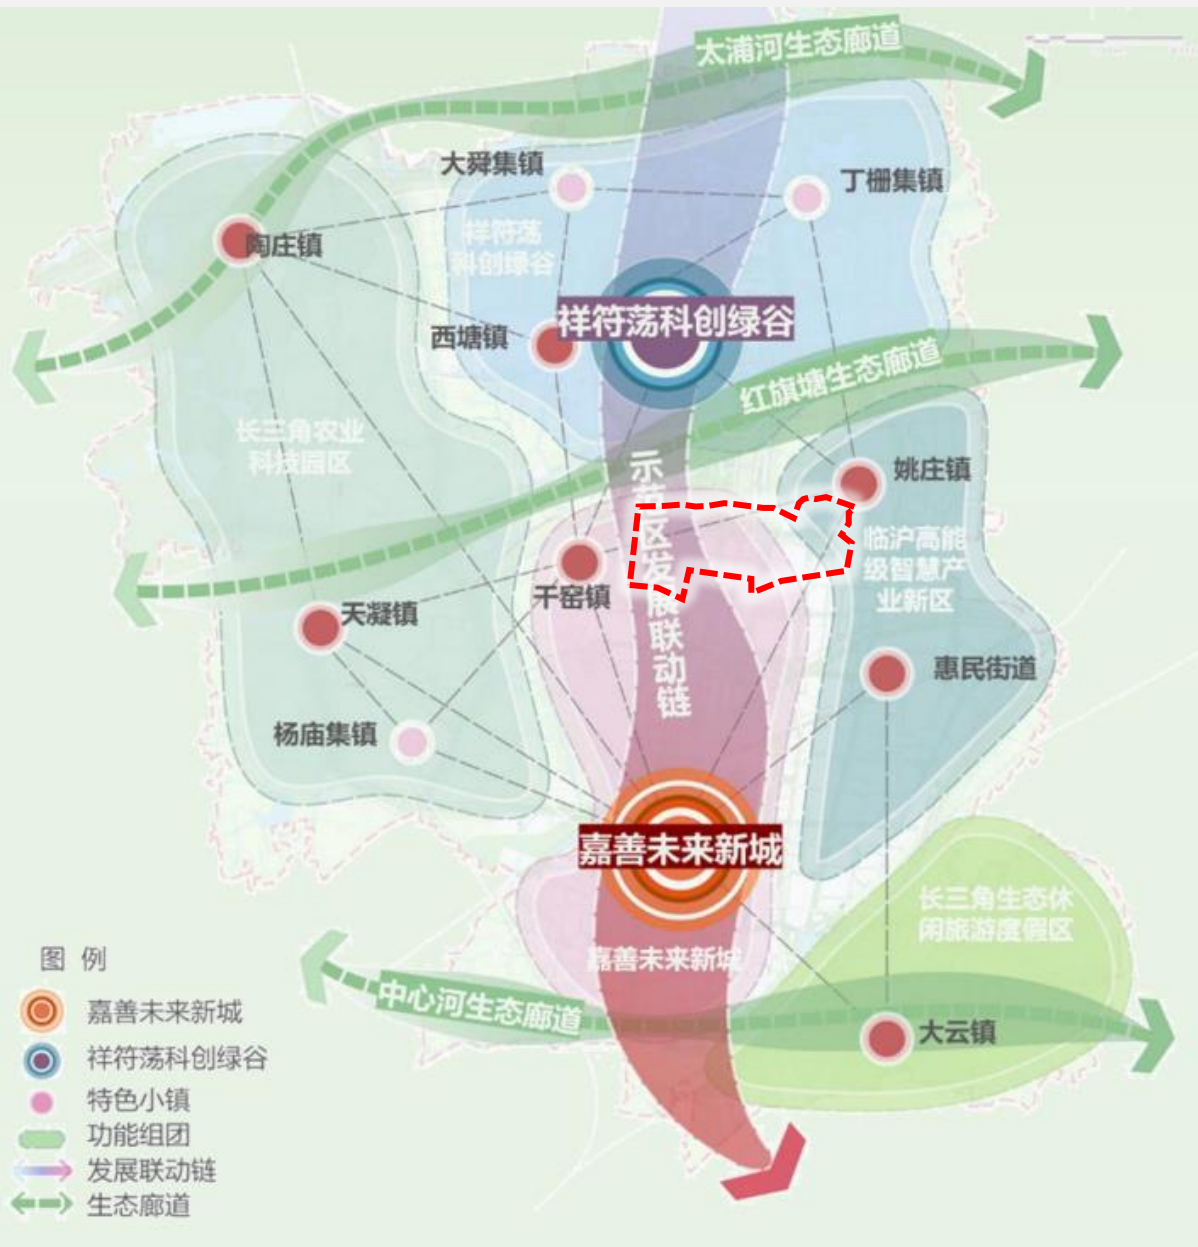 太浦河生态廊道
大舜集镇
丁栅集镇
陶庄镇
祥符荡
科创绿谷
西塘镇
祥符荡科创绿谷
红旗塘生态廊道
长三角农业
科技园区
示范区发展联动链
姚庄镇
临沪高能
级智慧产
业新区
干窑镇
天凝镇
惠民街道
杨庙集镇
嘉善未来新城
长三角生态休
闲旅游度假区
嘉善未来新城
中心河生态廊道
大云镇
图例
嘉善未来新城
祥符荡科创绿谷
特色小镇
功能组团
发展联动链
生态廊道